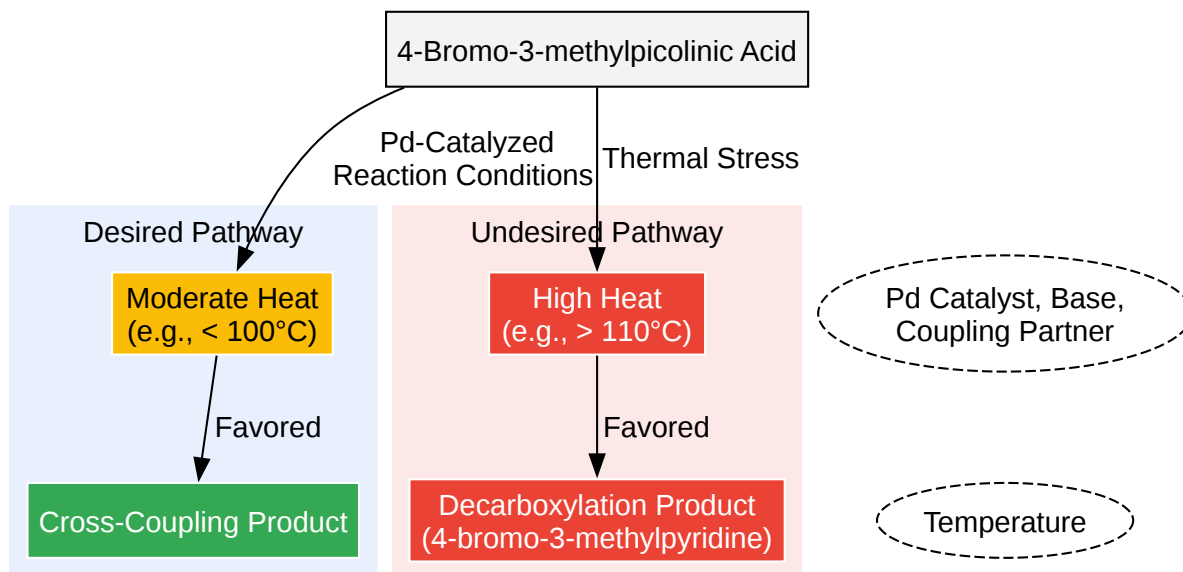 4-Bromo-3-methylpicolinic Acid
Pd-Catalyzed
Reaction Conditions
Thermal Stress
Desired Pathway
Undesired Pathway
Moderate Heat
(e.g., < 100°C)
High Heat
(e.g., > 110°C)
Pd Catalyst, Base,
Coupling Partner
Favored
Favored
Cross-Coupling Product
Decarboxylation Product
(4-bromo-3-methylpyridine)
Temperature